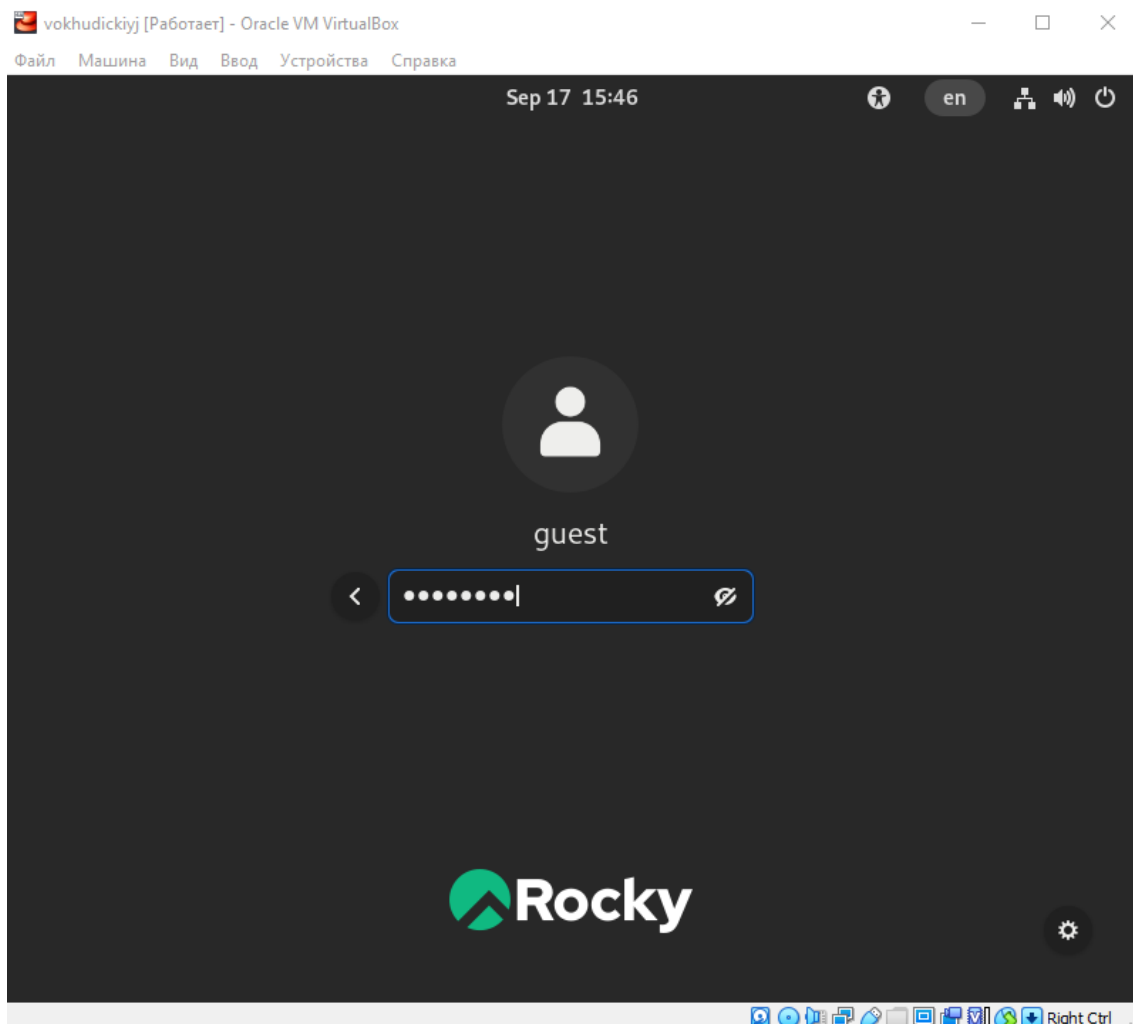 vokhudickiyj [Работает] - Oracle VM VirtualBox
Файл Машина Вид Ввод Устройства Справка
Sep 17 15:46 en
guest
Rocky
Right Ctrl